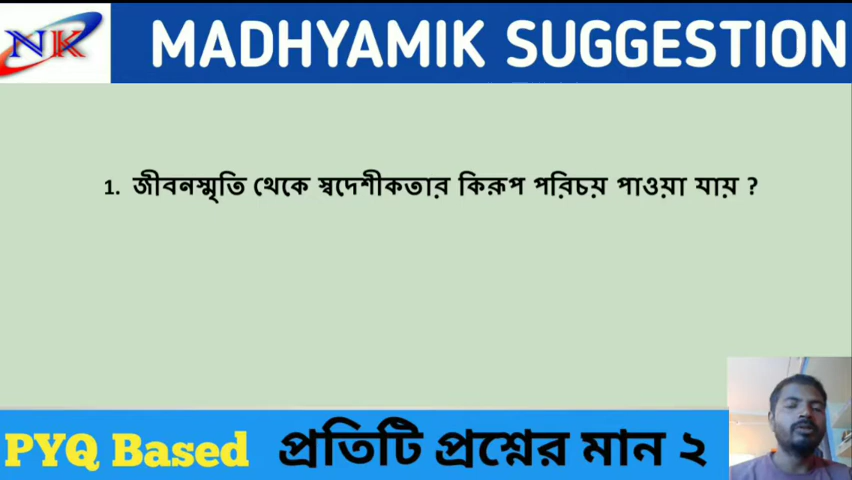 NK MADHYAMIK SUGGESTION
1. জীবনস্মৃতি থেকে স্বদেশীকতার কিরূপ পরিচয় পাওয়া যায় ?
PYQ Based প্রতিটি প্রশ্নের মান ২